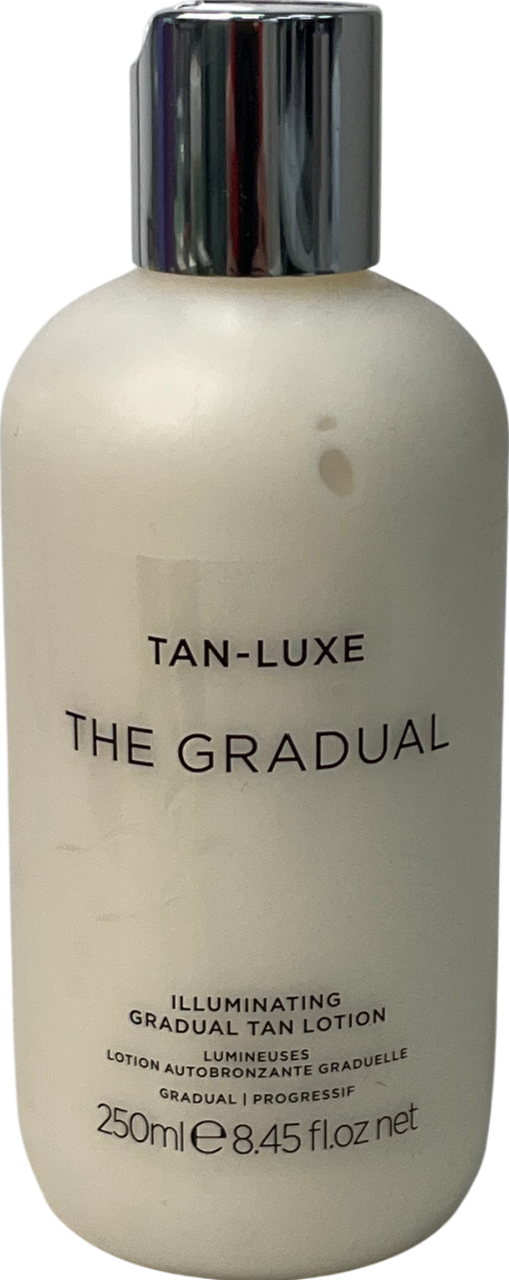 TAN-LUXE
THE GRADUAL
ILLUMINATING
GRADUAL TAN LOTION
LUMINEUSES
LOTION AUTOBRONZANTE GRADUELLE
GRADUAL | PROGRESSIF
250ml℮8.45 fl.oz net